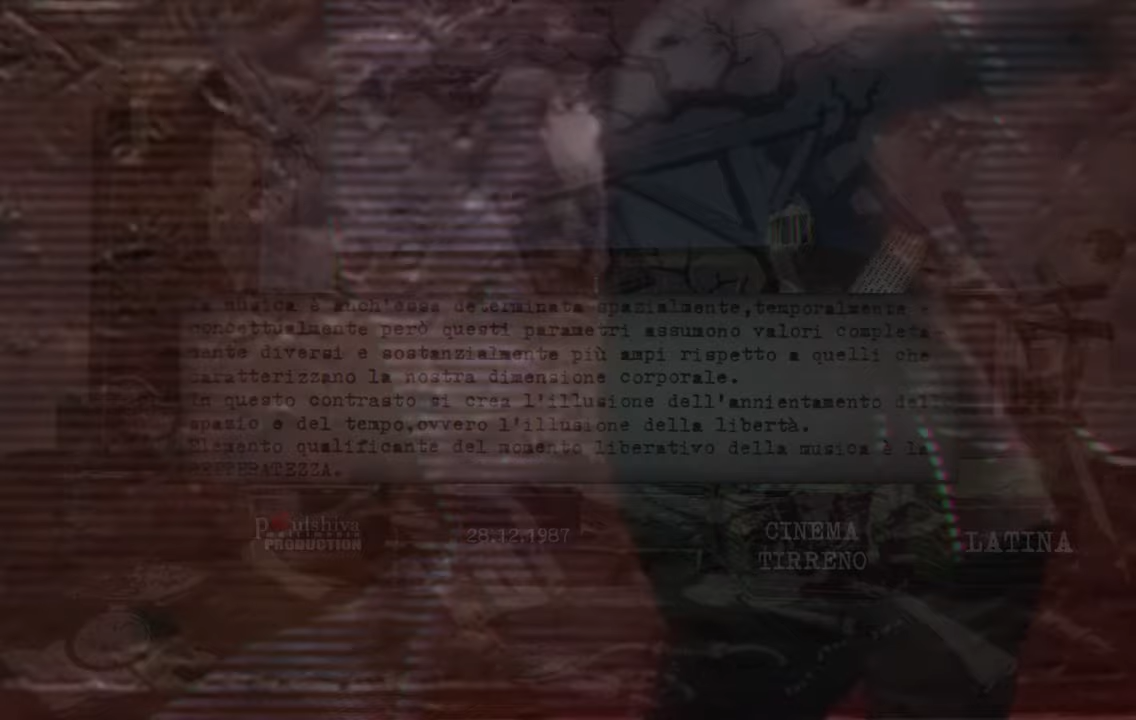 La musica è anch'essa determinata spazialmente,temporalmente e
concettualmente però questi parametri assumono valori completa
mente diversi e sostanzialmente più ampi rispetto a quelli che
caratterizzano la nostra dimensione corporale.
In questo contrasto si crea l'illusione dell'annientamento dello
spazio e del tempo,ovvero l'illusione della libertà.
Elemento qualificante del momento liberativo della musica è la
PRODUCTION
28.12.1987
CINEMA
TIRRENO
LATINA